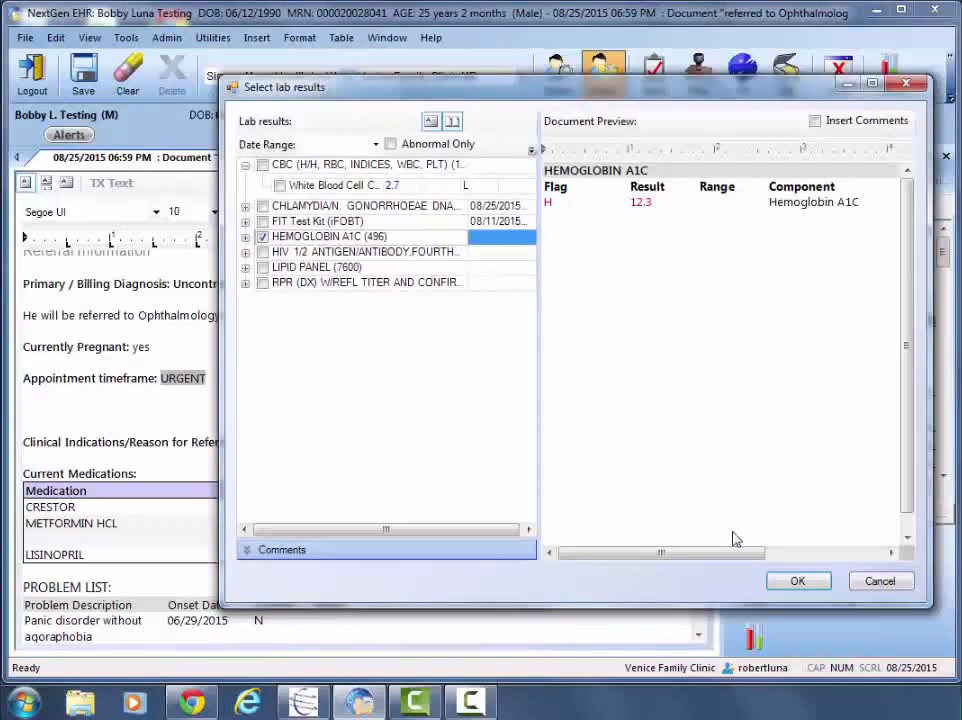 NextGen EHR: Bobby Luna Testing DOB: 06/12/1990 MRN: 000020028041 AGE: 25 years 2 months (Male) - 08/25/2015 06:59 PM : Document "referred to Ophthalmolog
File Edit View Tools Admin Utilities Insert Format Table Window Help
Logout Save Clear Delete
Select lab results
Bobby L. Testing (M) DOB:
Alerts
08/25/2015 06:59 PM : Document "
TX Text
Segoe UI 10
Lab results:
Date Range: Abnormal Only
CBC (H/H, RBC, INDICES, WBC, PLT) (1...
White Blood Cell C... 2.7 L
CHLAMYDIA/N. GONORRHOEAE DNA,... 08/25/2015...
FIT Test Kit (iFOBT) 08/11/2015...
HEMOGLOBIN A1C (496)
HIV 1/2 ANTIGEN/ANTIBODY,FOURTH...
LIPID PANEL (7600)
RPR (DX) W/REFL TITER AND CONFIR...
Comments
Document Preview: Insert Comments
HEMOGLOBIN A1C
Flag Result Range Component
H 12.3 Hemoglobin A1C
OK Cancel
Referral Information
Primary / Billing Diagnosis: Uncontr
He will be referred to Ophthalmology
Currently Pregnant: yes
Appointment timeframe: URGENT
Clinical Indications/Reason for Refer
Current Medications:
Medication
CRESTOR
METFORMIN HCL
LISINOPRIL
PROBLEM LIST:
Problem Description Onset Da
Panic disorder without 06/29/2015 N
agoraphobia
Ready Venice Family Clinic robertluna CAP NUM SCRL 08/25/2015